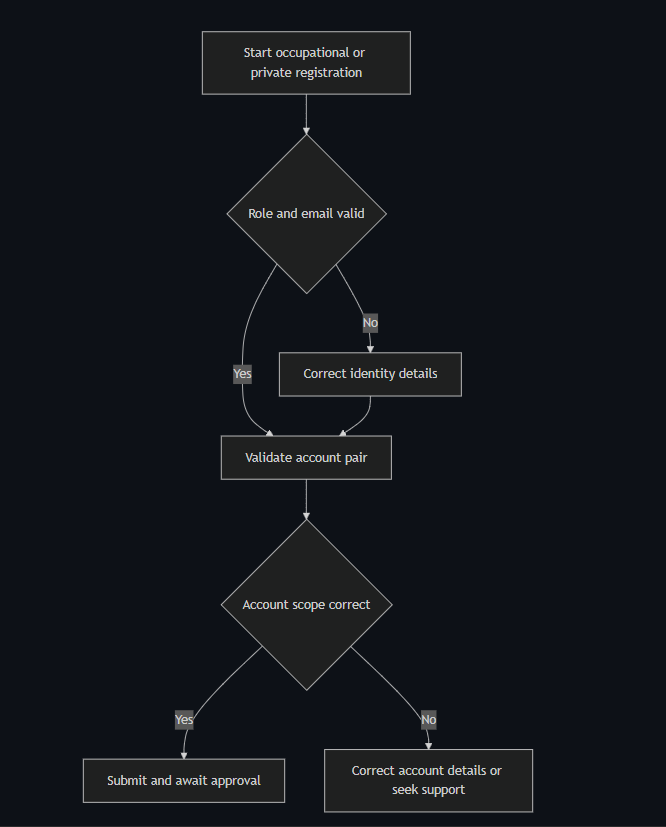 Start occupational or
private registration
Role and email valid
No
Yes
Correct identity details
Validate account pair
Account scope correct
Yes
No
Submit and await approval
Correct account details or
seek support